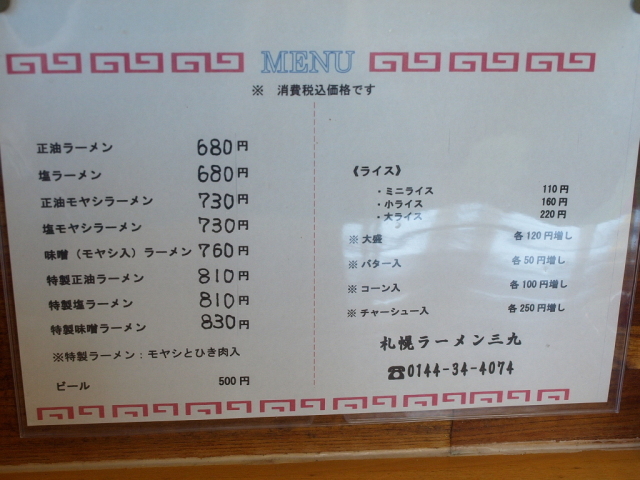 MENU
※ 消費税込価格です
正油ラーメン 680円
塩ラーメン 680円
正油モヤシラーメン 730円
塩モヤシラーメン 730円
味噌（モヤシ入）ラーメン 760円
特製正油ラーメン 810円
特製塩ラーメン 810円
特製味噌ラーメン 830円
※特製ラーメン：モヤシとひき肉入
ビール 500円
《ライス》
・ミニライス 110円
・小ライス 160円
・大ライス 220円
※ 大盛 各120円増し
※ バター入 各50円増し
※ コーン入 各100円増し
※ チャーシュー入 各250円増し
札幌ラーメン三九
☎0144-34-4074